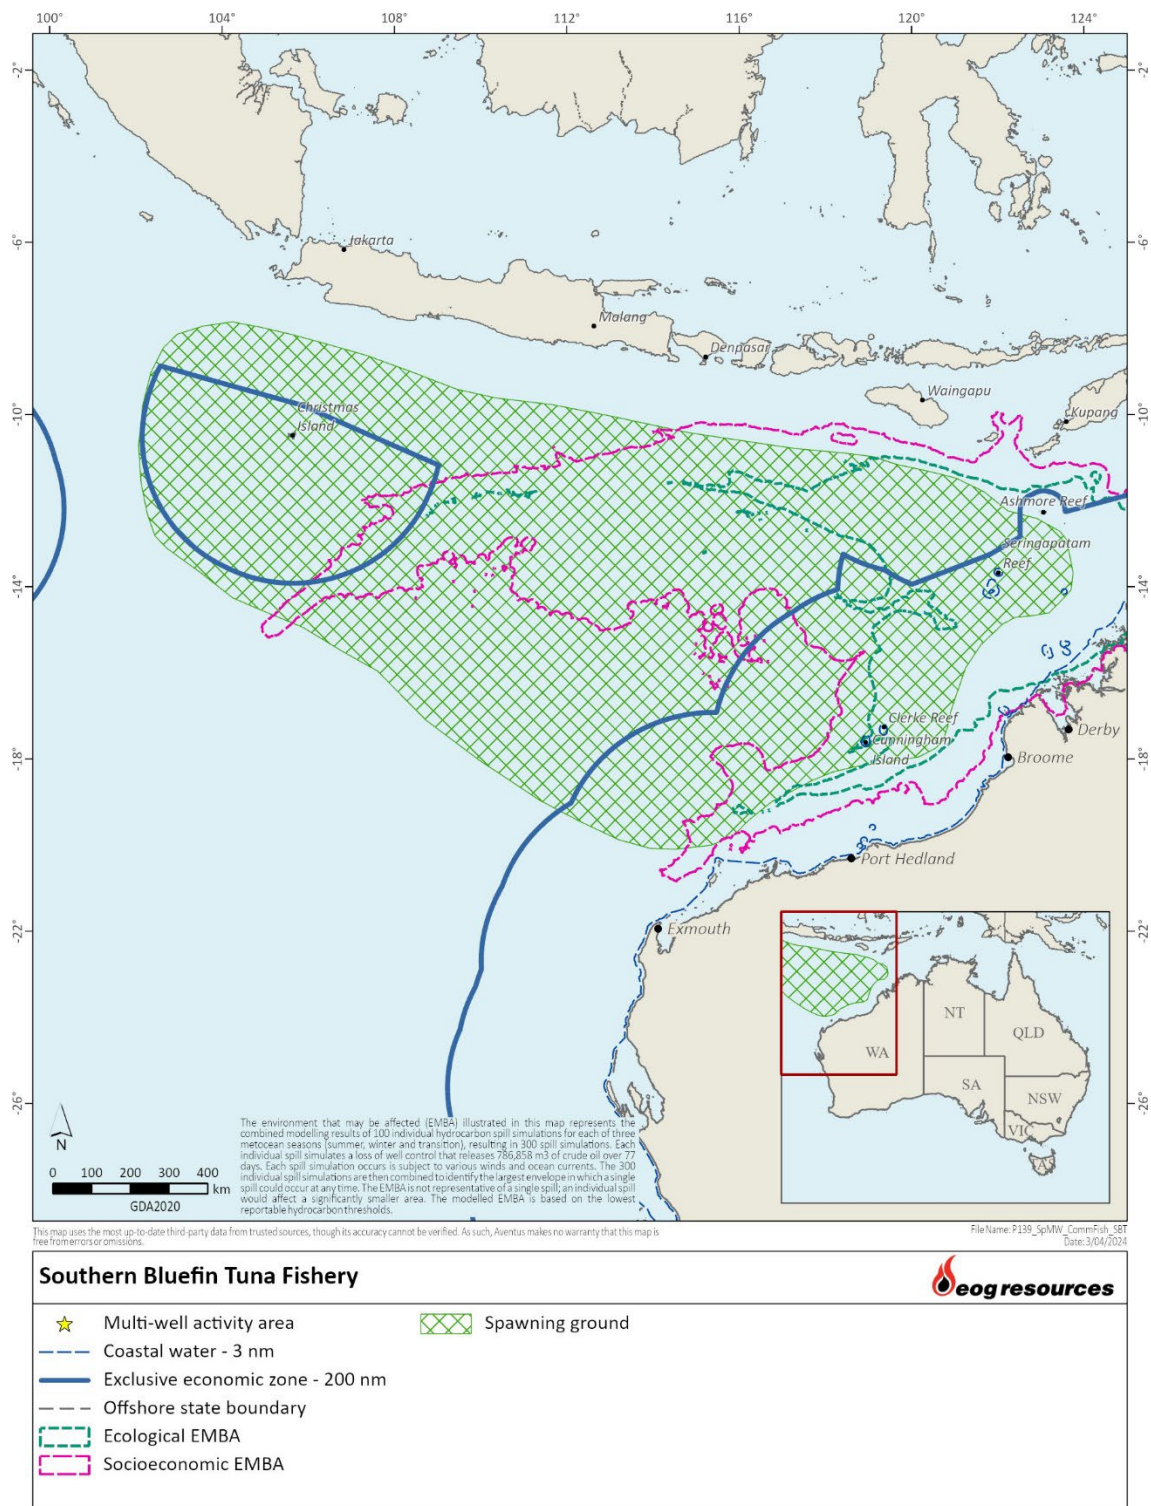 100° 104° 108° 112° 116° 120° 124°
-2° -2°
-6° -6°
-10° -10°
-14° -14°
-18° -18°
-22° -22°
-26° -26°
Jakarta
Malang
Denpasar
Waingapu
Kupang
Christmas
Island
Ashmore Reef
Seringapatam
Reef
Clerke Reef
Cunningham
Island
Derby
Broome
Port Hedland
Exmouth
NT
QLD
WA
SA
NSW
VIC
TAS
N
0 100 200 300 400
km
GDA2020
The environment that may be affected (EMBA) illustrated in this map represents the
combined modelling results of 100 individual hydrocarbon spill simulations for each of three
metocean seasons (summer, winter and transition), resulting in 300 spill simulations. Each
individual spill simulates a loss of well control that releases 786,858 m3 of crude oil over 77
days. Each spill simulation occurs is subject to various winds and ocean currents. The 300
individual spill simulations are then combined to identify the largest envelope in which a single
spill could occur at any time. The EMBA is not representative of a single spill; an individual spill
would affect a significantly smaller area. The modelled EMBA is based on the lowest
reportable hydrocarbon thresholds.
This map uses the most up-to-date third-party data from trusted sources, though its accuracy cannot be verified. As such, Aventus makes no warranty that this map is
free from errors or omissions.
File Name: P139_SpMW_CommFish_SBT
Date: 3/04/2024
Southern Bluefin Tuna Fishery
eog resources
Multi-well activity area
Spawning ground
Coastal water - 3 nm
Exclusive economic zone - 200 nm
Offshore state boundary
Ecological EMBA
Socioeconomic EMBA